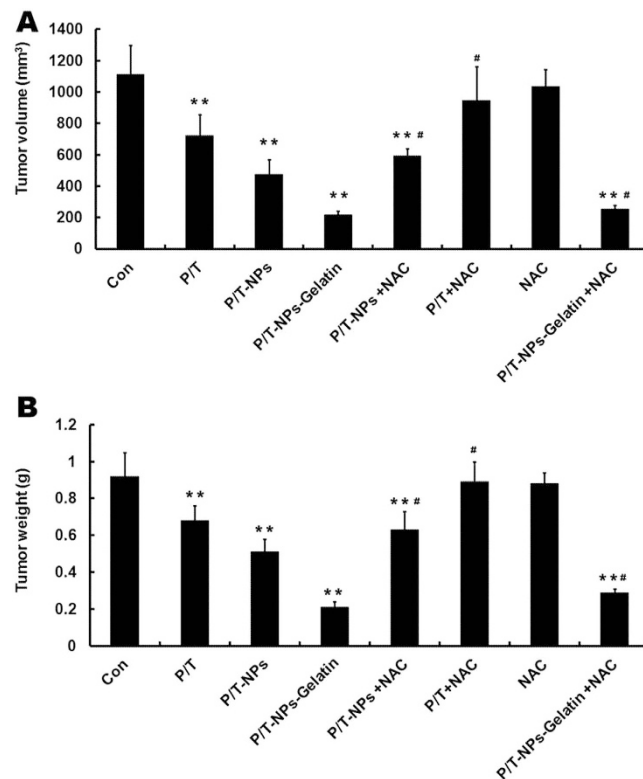 A
Tumor volume (mm³)
1400
1200
1000
800
600
400
200
0
**
**
**
** #
#
** #
Con
P/T
P/T-NPs
P/T-NPs-Gelatin
P/T-NPs +NAC
P/T+NAC
NAC
P/T-NPs-Gelatin +NAC
B
Tumor weight (g)
1.2
1
0.8
0.6
0.4
0.2
0
**
**
**
**#
#
**#
Con
P/T
P/T-NPs
P/T-NPs-Gelatin
P/T-NPs +NAC
P/T+NAC
NAC
P/T-NPs-Gelatin +NAC